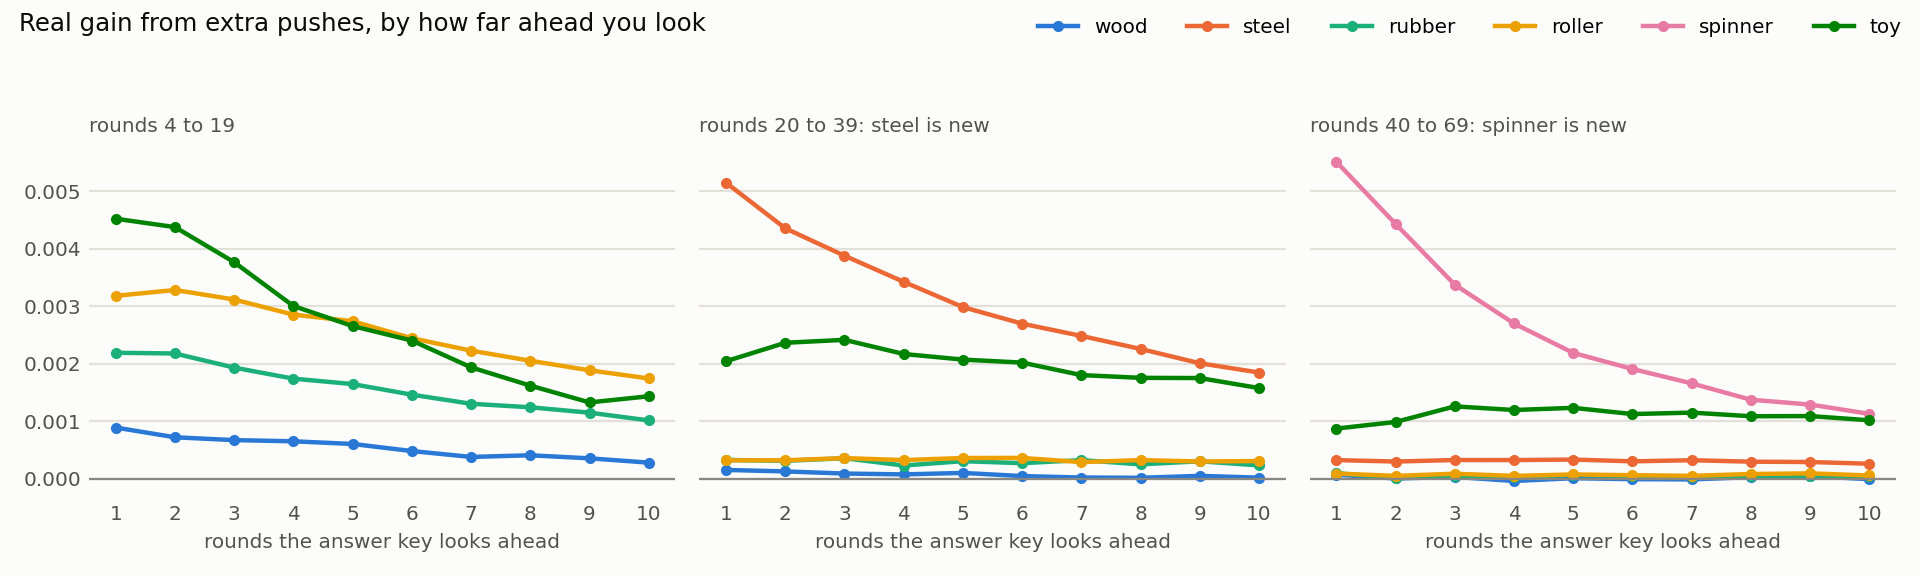 Real gain from extra pushes, by how far ahead you look
wood steel rubber roller spinner toy
rounds 4 to 19
rounds 20 to 39: steel is new
rounds 40 to 69: spinner is new
0.005
0.004
0.003
0.002
0.001
0.000
1 2 3 4 5 6 7 8 9 10
1 2 3 4 5 6 7 8 9 10
1 2 3 4 5 6 7 8 9 10
rounds the answer key looks ahead
rounds the answer key looks ahead
rounds the answer key looks ahead